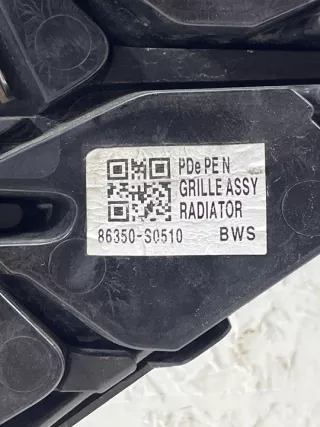 PDe PE N
GRILLE ASSY
RADIATOR
86350-S0510 BWS